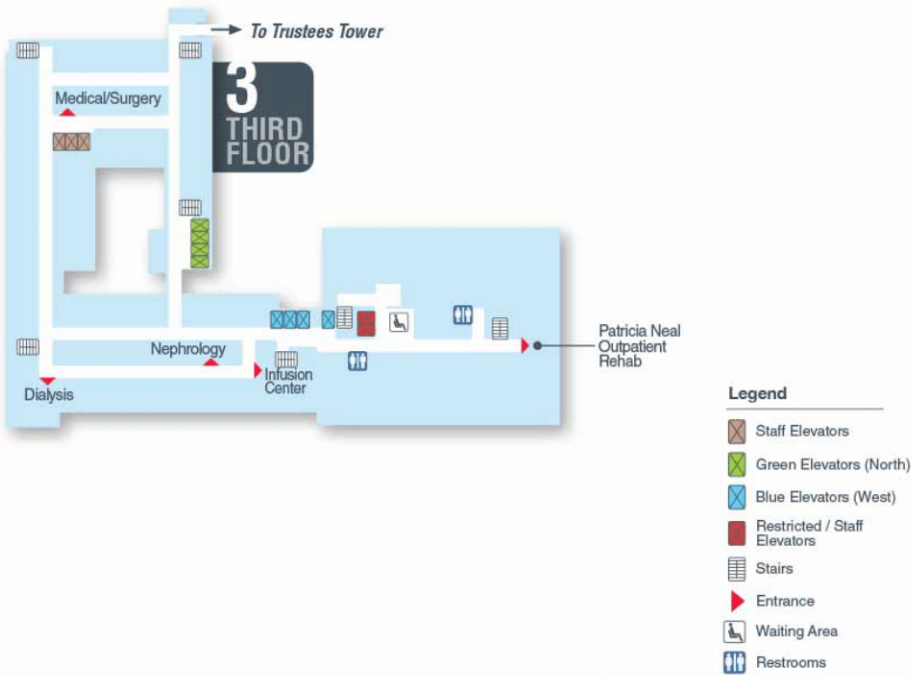 To Trustees Tower
3
THIRD
FLOOR
Medical/Surgery
Nephrology
Infusion
Center
Dialysis
Patricia Neal
Outpatient
Rehab
Legend
Staff Elevators
Green Elevators (North)
Blue Elevators (West)
Restricted / Staff
Elevators
Stairs
Entrance
Waiting Area
Restrooms